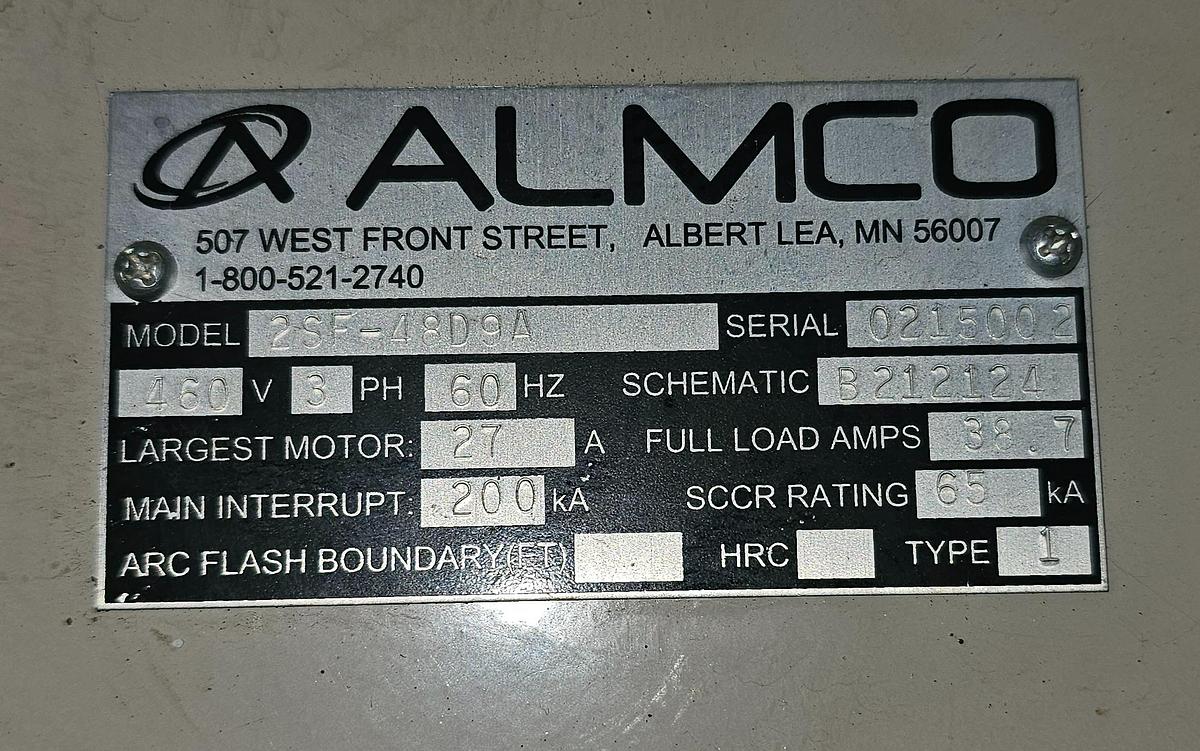 ALMCO
507 WEST FRONT STREET, ALBERT LEA, MN 56007
1-800-521-2740
MODEL 2SF-48D9A SERIAL 0215002
460 V 3 PH 60 HZ SCHEMATIC B212124
LARGEST MOTOR: 27 A FULL LOAD AMPS 38.7
MAIN INTERRUPT: 200 kA SCCR RATING 65 kA
ARC FLASH BOUNDARY(FT) HRC TYPE 1